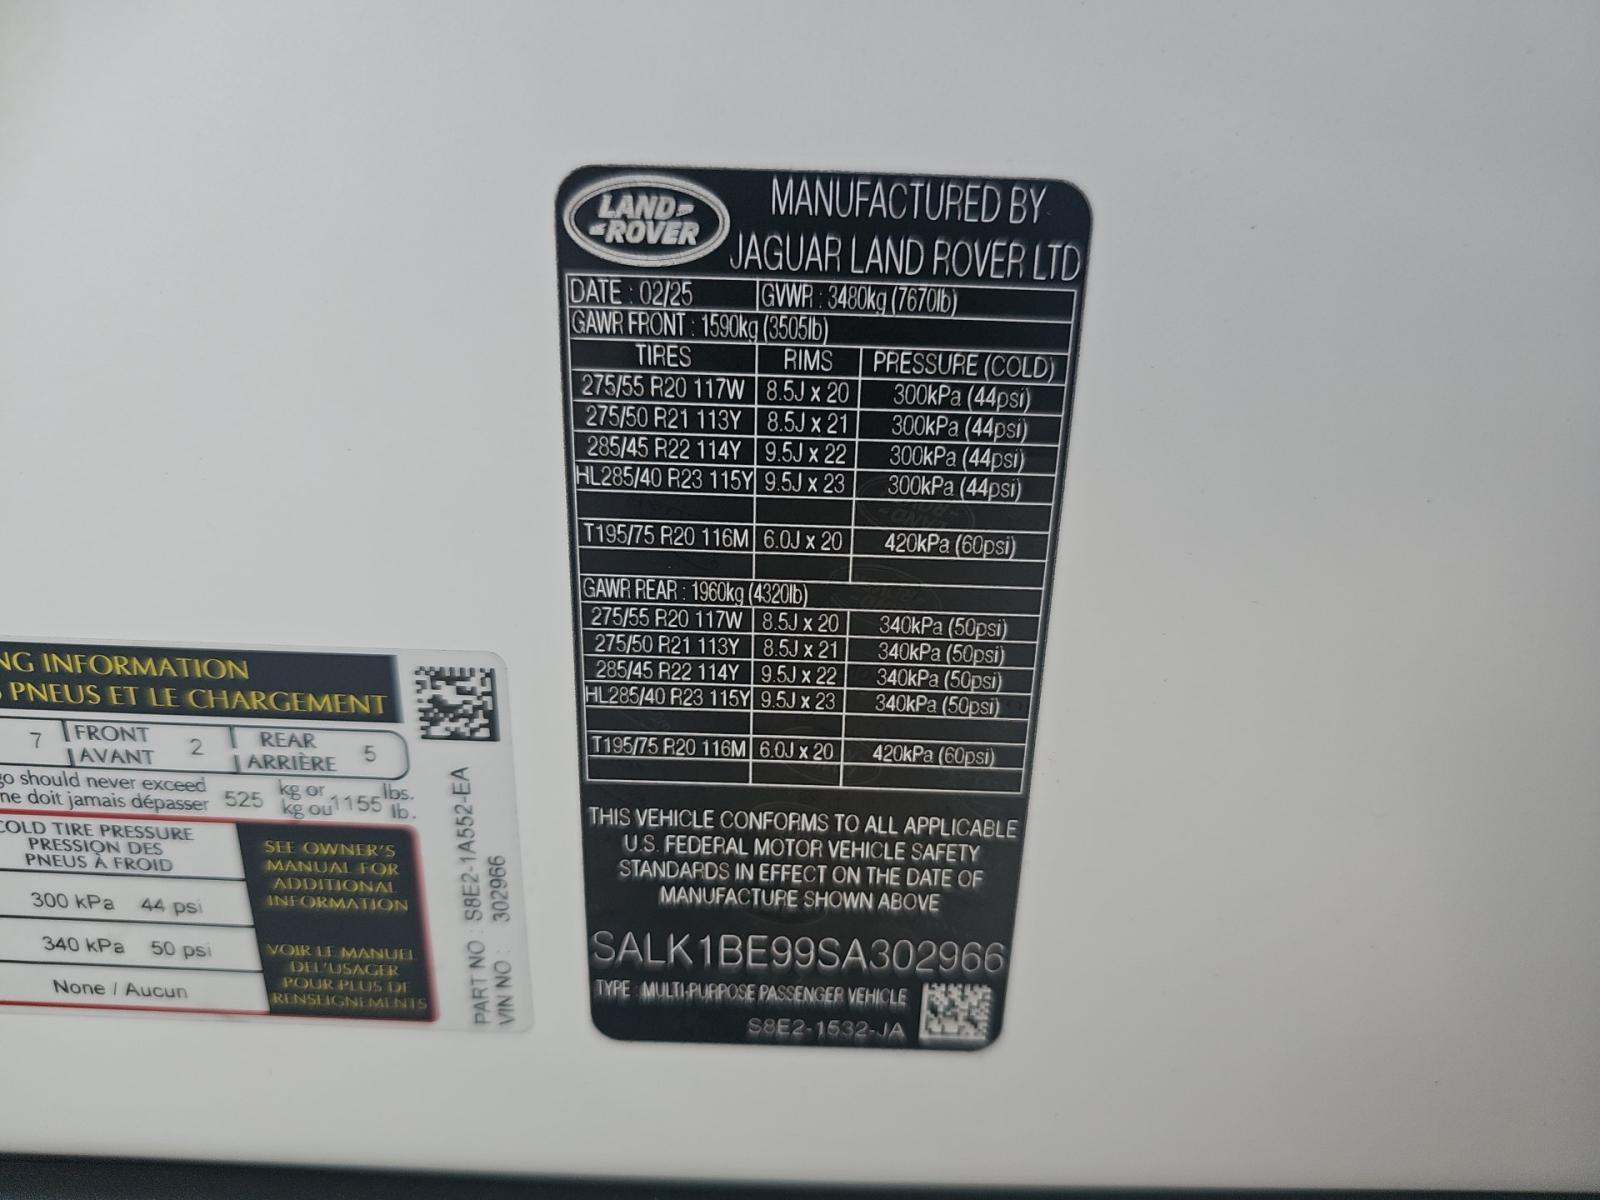 LAND
ROVER
MANUFACTURED BY
JAGUAR LAND ROVER LTD
DATE : 02/25 GVWR : 3480kg (7670lb)
GAWR FRONT : 1590kg (3505lb)
TIRES RIMS PRESSURE (COLD)
275/55 R20 117W 8.5J x 20 300kPa (44psi)
275/50 R21 113Y 8.5J x 21 300kPa (44psi)
285/45 R22 114Y 9.5J x 22 300kPa (44psi)
HL285/40 R23 115Y 9.5J x 23 300kPa (44psi)
T195/75 R20 116M 6.0J x 20 420kPa (60psi)
GAWR REAR : 1960kg (4320lb)
275/55 R20 117W 8.5J x 20 340kPa (50psi)
275/50 R21 113Y 8.5J x 21 340kPa (50psi)
285/45 R22 114Y 9.5J x 22 340kPa (50psi)
HL285/40 R23 115Y 9.5J x 23 340kPa (50psi)
T195/75 R20 116M 6.0J x 20 420kPa (60psi)
THIS VEHICLE CONFORMS TO ALL APPLICABLE
U.S. FEDERAL MOTOR VEHICLE SAFETY
STANDARDS IN EFFECT ON THE DATE OF
MANUFACTURE SHOWN ABOVE
SALK1BE99SA302966
TYPE : MULTI-PURPOSE PASSENGER VEHICLE
S8E2-1532-JA
NG INFORMATION
PNEUS ET LE CHARGEMENT
7 FRONT 2 REAR 5
AVANT ARRIÈRE
go should never exceed 525 kg or 1155 lbs.
ne doit jamais dépasser kg ou lb.
COLD TIRE PRESSURE
PRESSION DES
PNEUS À FROID
300 kPa 44 psi
340 kPa 50 psi
None / Aucun
SEE OWNER'S
MANUAL FOR
ADDITIONAL
INFORMATION
VOIR LE MANUEL
DE L'USAGER
POUR PLUS DE
RENSEIGNEMENTS
PART NO : S8E2-1A552-EA
VIN NO : 302966